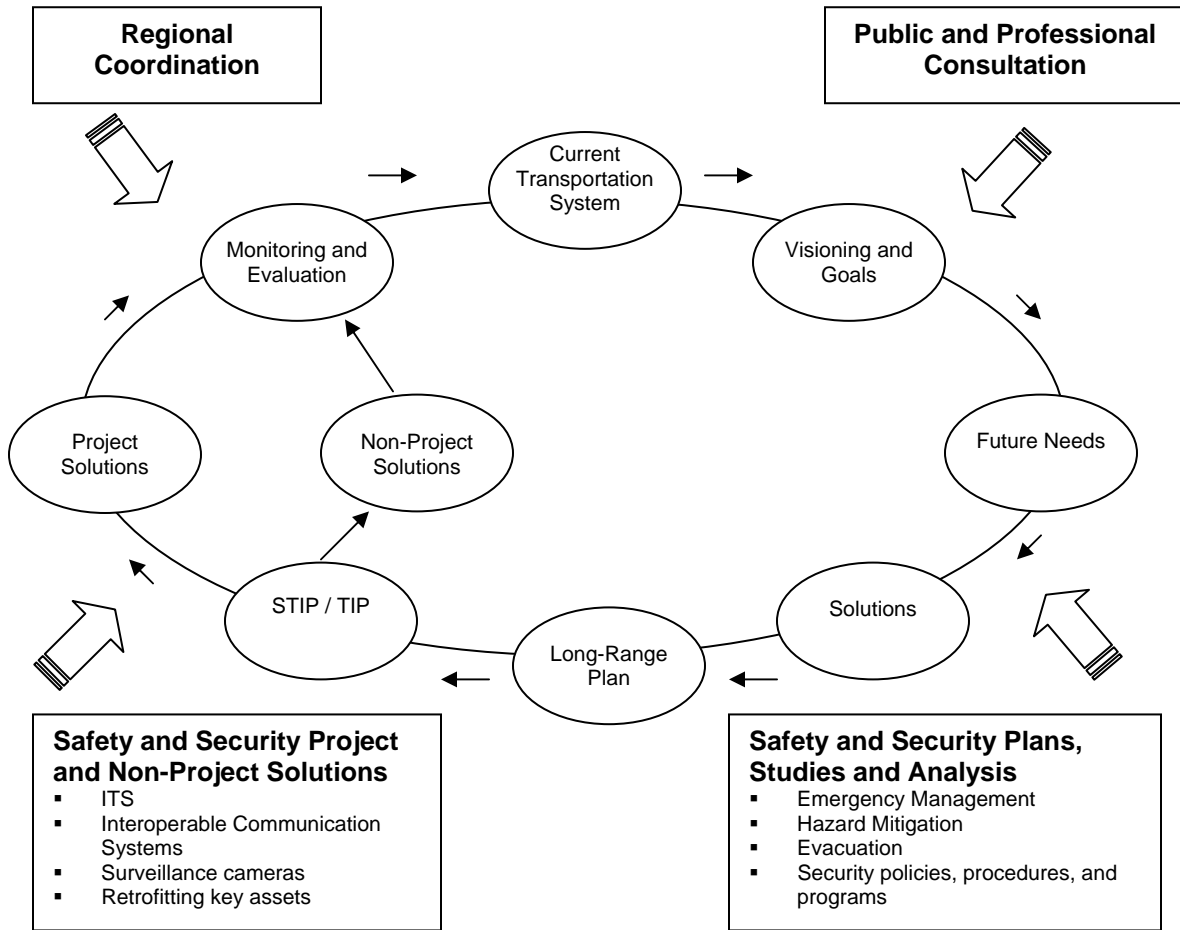 Regional
Coordination
Public and Professional
Consultation
Current
Transportation
System
Monitoring and
Evaluation
Visioning and
Goals
Project
Solutions
Non-Project
Solutions
Future Needs
STIP / TIP
Solutions
Long-Range
Plan
Safety and Security Project
and Non-Project Solutions
▪ ITS
▪ Interoperable Communication
Systems
▪ Surveillance cameras
▪ Retrofitting key assets
Safety and Security Plans,
Studies and Analysis
▪ Emergency Management
▪ Hazard Mitigation
▪ Evacuation
▪ Security policies, procedures, and
programs